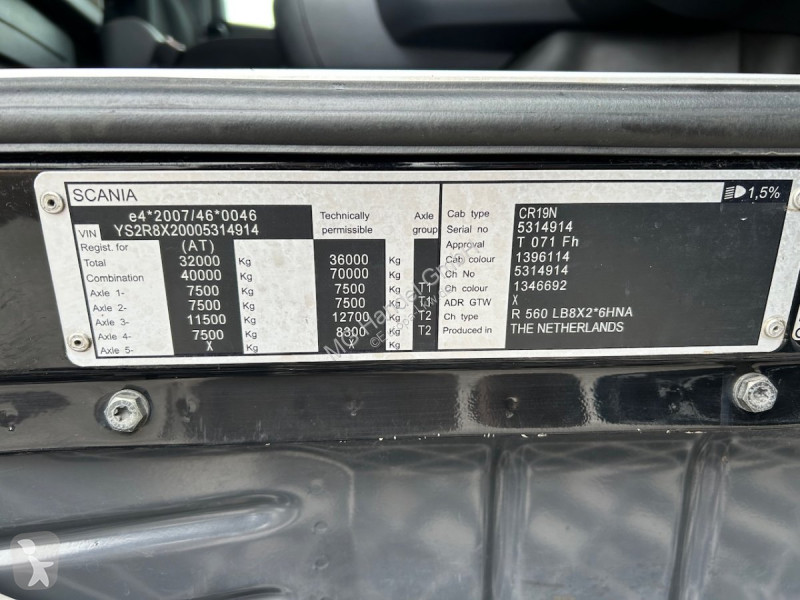 SCANIA
1,5%
e4*2007/46*0046
VIN YS2R8X20005314914
Technically permissible
Axle group
Regist. for (AT)
Total 32000 Kg 36000 Kg
Combination 40000 Kg 70000 Kg
Axle 1- 7500 Kg 7500 Kg T1
Axle 2- 7500 Kg 7500 Kg T1
Axle 3- 11500 Kg 12700 Kg T2
Axle 4- 7500 Kg 8300 Kg T2
Axle 5- X Kg Kg
Cab type CR19N
Serial no 5314914
Approval T 071 Fh
Cab colour 1396114
Ch No 5314914
Ch colour 1346692
ADR GTW X
Ch type R 560 LB8X2*6HNA
Produced in THE NETHERLANDS